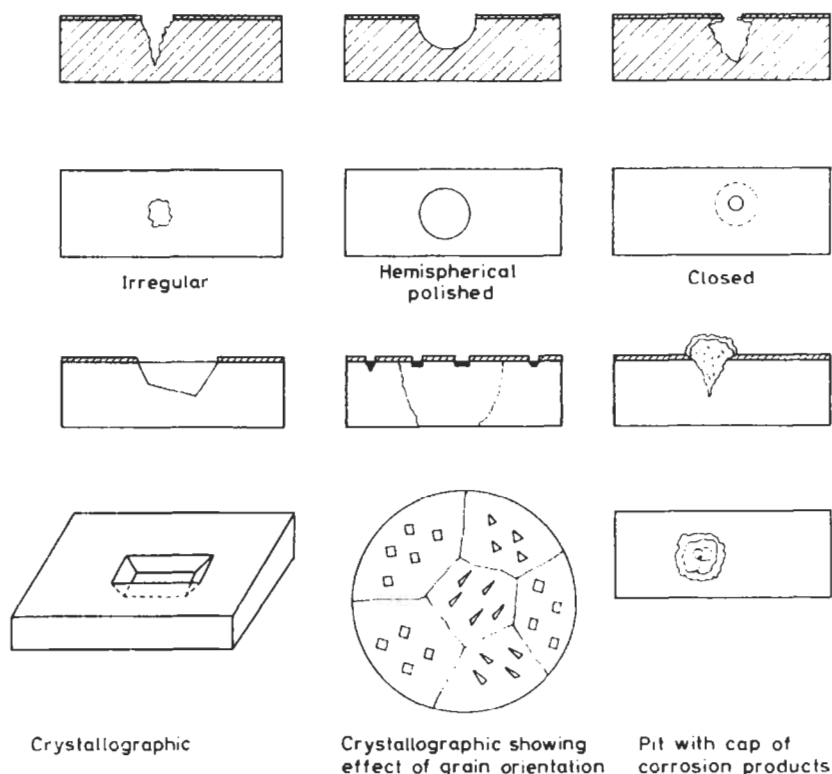 Irregular
Hemispherical
polished
Closed
Crystallographic
Crystallographic showing
effect of grain orientation
Pit with cap of
corrosion products